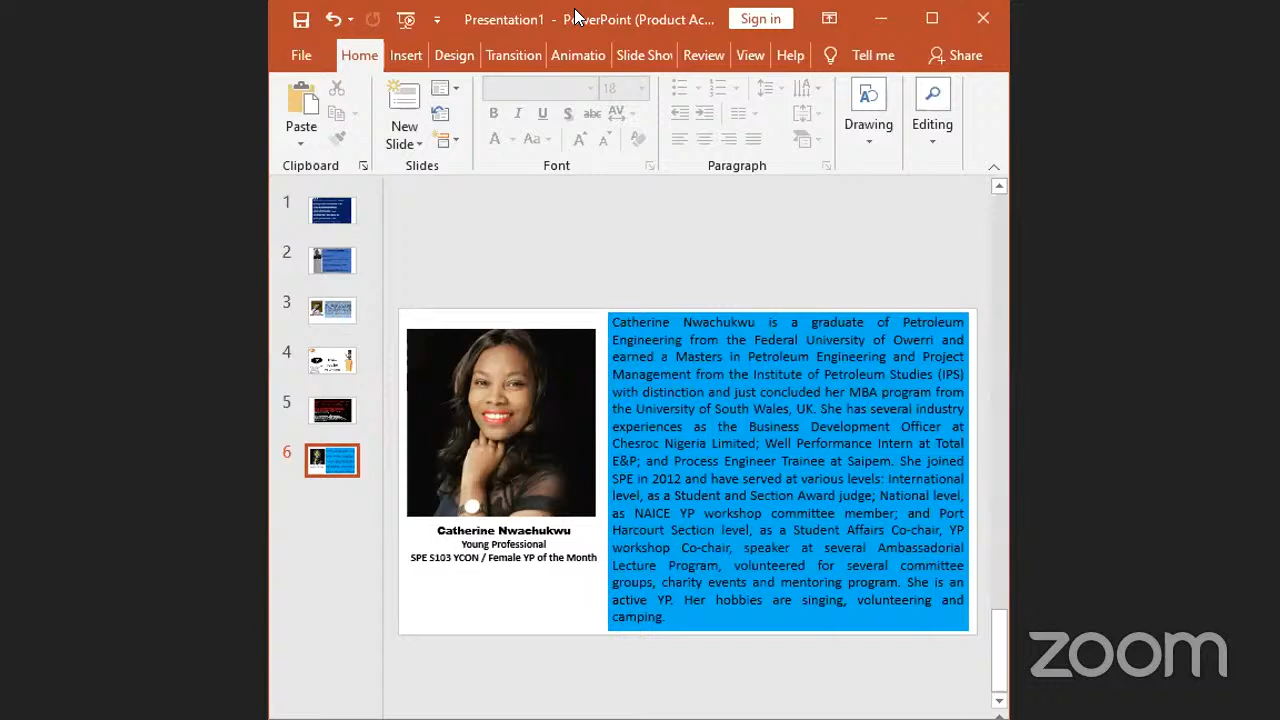 Presentation1 - PowerPoint (Product Ac... Sign in
File Home Insert Design Transition Animatio Slide Sho Review View Help Tell me Share
Paste
New
Slide
18
B I U S abc AV
A Aa A A
Drawing
Editing
Clipboard Slides Font Paragraph
1
2
3
4
5
6
Catherine Nwachukwu
Young Professional
SPE S103 YCON / Female YP of the Month
Catherine Nwachukwu is a graduate of Petroleum
Engineering from the Federal University of Owerri and
earned a Masters in Petroleum Engineering and Project
Management from the Institute of Petroleum Studies (IPS)
with distinction and just concluded her MBA program from
the University of South Wales, UK. She has several industry
experiences as the Business Development Officer at
Chesroc Nigeria Limited; Well Performance Intern at Total
E&P; and Process Engineer Trainee at Saipem. She joined
SPE in 2012 and have served at various levels: International
level, as a Student and Section Award judge; National level,
as NAICE YP workshop committee member; and Port
Harcourt Section level, as a Student Affairs Co-chair, YP
workshop Co-chair, speaker at several Ambassadorial
Lecture Program, volunteered for several committee
groups, charity events and mentoring program. She is an
active YP. Her hobbies are singing, volunteering and
camping.
zoom